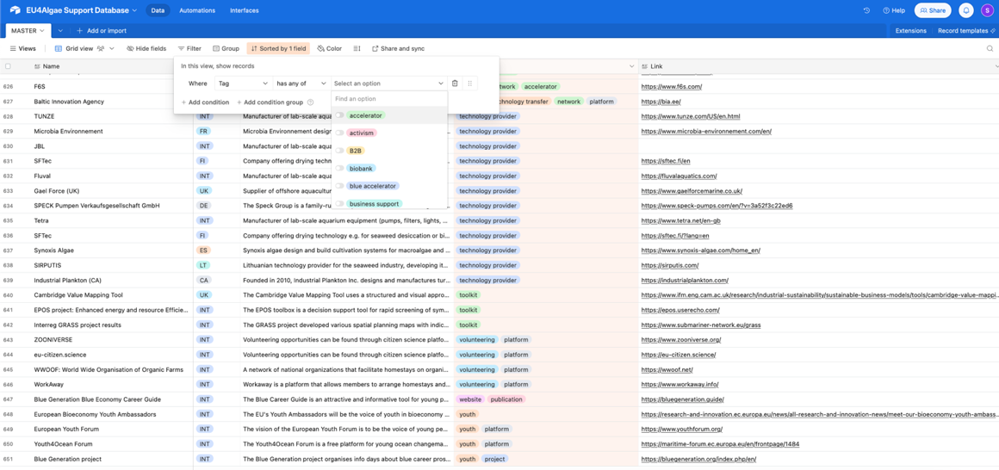 EU4Algae Support Database Data Automations Interfaces Help Share S
MASTER Add or import Extensions Record templates
Views Grid view Hide fields Filter Group Sorted by 1 field Color Share and sync
In this view, show records
Name Link
Where Tag has any of Select an option
Add condition Add condition group
Find an option
accelerator
activism
B2B
biobank
blue accelerator
business support
626 F6S accelerator https://www.f6s.com/
627 Baltic Innovation Agency network platform https://bia.ee/
628 TUNZE INT Manufacturer of lab-scale aqua technology provider https://www.tunze.com/US/en.html
629 Microbia Environnement FR Microbia Environnement technology provider https://www.microbia-environnement.com/en/
630 JBL INT Manufacturer of lab-scale aqua technology provider
631 SFTec FI Company offering drying technology provider https://sftec.fi/en
632 Fluval INT Manufacturer of lab-scale aqua technology provider https://fluvalaquatics.com/
633 Gael Force (UK) UK Supplier of offshore technology provider https://www.gaelforcemarine.co.uk/
634 SPECK Pumpen Verkaufsgesellschaft GmbH DE The Speck Group is a family-ru technology provider https://www.speck-pumps.com/en/?v=3a52f3c22ed6
635 Tetra INT Manufacturer of lab-scale aquarium equipment (pumps, filters, lights, ... technology provider https://www.tetra.net/en-gb
636 SFTec FI Company offering drying technology e.g. for seaweed desiccation or bi... technology provider https://sftec.fi/?lang=en
637 Synoxis Algae ES Synoxis algae design and build cultivation systems for macroalgae and ... technology provider https://www.synoxis-algae.com/home_en/
638 SIRPUTIS LT Lithuanian technology provider for the seaweed industry, developing it... technology provider https://sirputis.com/
639 Industrial Plankton (CA) CA Founded in 2010, Industrial Plankton Inc. designs and manufactures tur... technology provider https://industrialplankton.com/
640 Cambridge Value Mapping Tool UK The Cambridge Value Mapping Tool uses a structured and visual appro... toolkit https://www.ifm.eng.cam.ac.uk/research/industrial-sustainability/sustainable-business-models/tools/cambridge-value-mappi...
641 EPOS project: Enhanced energy and resource Efficie... INT The EPOS toolbox is a decision support tool for rapid screening of sym... toolkit https://epos.userecho.com/
642 Interreg GRASS project results INT The GRASS project developed various spatial planning maps with indic... toolkit https://www.submariner-network.eu/grass
643 ZOONIVERSE INT Volunteering opportunities can be found through citizen science platfo... volunteering platform https://www.zooniverse.org/
644 eu-citizen.science INT Volunteering opportunities can be found through citizen science platfo... volunteering platform https://eu-citizen.science/
645 WWOOF: World Wide Organisation of Organic Farms INT A network of national organizations that facilitate homestays on organi... volunteering platform https://wwoof.net/
646 WorkAway INT Workaway is a platform that allows members to arrange homestays and... volunteering platform https://www.workaway.info/
647 Blue Generation Blue Economy Career Guide INT The Blue Career Guide is an attractive and informative tool for young p... website publication https://bluegeneration.guide/
648 European Bioeconomy Youth Ambassadors INT The EU's Youth Ambassadors will be the voice of youth in bioeconomy ... youth https://research-and-innovation.ec.europa.eu/news/all-research-and-innovation-news/meet-our-bioeconomy-youth-ambass...
649 European Youth Forum INT The vision of the European Youth Forum is to be the voice of young pe... youth platform https://www.youthforum.org/
650 Youth4Ocean Forum INT The Youth4Ocean Forum is a free platform for young ocean changema... youth platform https://maritime-forum.ec.europa.eu/en/frontpage/1484
651 Blue Generation project INT Blue Generation project organises info days about blue career pros... youth project https://bluegeneration.org/index.php/en/